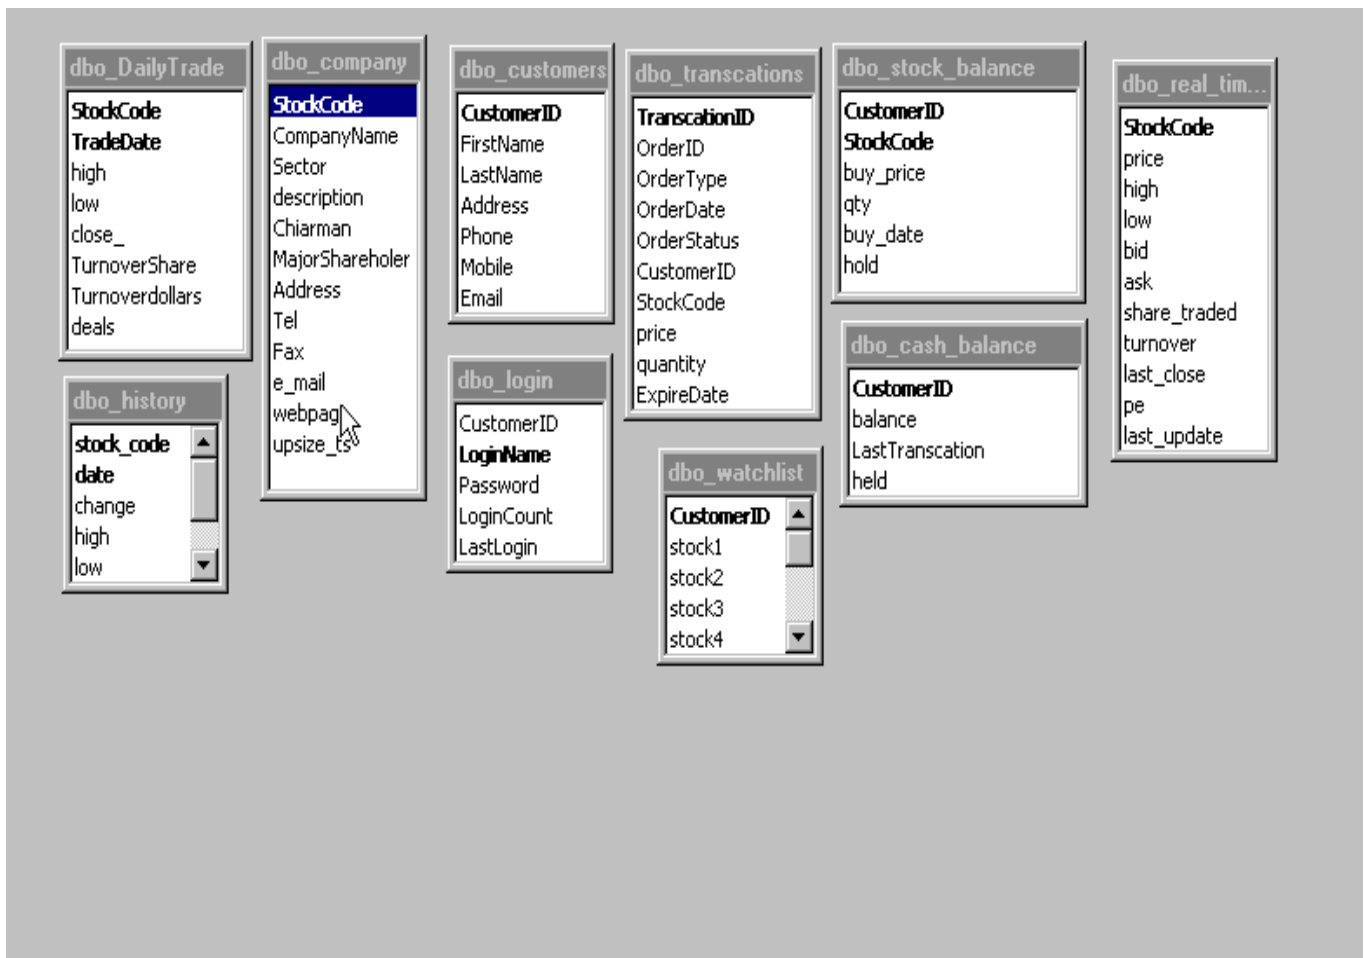 dbo_DailyTrade
StockCode
TradeDate
high
low
close_
TurnoverShare
Turnoverdollars
deals
dbo_history
stock_code
date
change
high
low
dbo_company
StockCode
CompanyName
Sector
description
Chiarman
MajorShareholer
Address
Tel
Fax
e_mail
webpag
upsize_ts
dbo_customers
CustomerID
FirstName
LastName
Address
Phone
Mobile
Email
dbo_login
CustomerID
LoginName
Password
LoginCount
LastLogin
dbo_transcations
TranscationID
OrderID
OrderType
OrderDate
OrderStatus
CustomerID
StockCode
price
quantity
ExpireDate
dbo_watchlist
CustomerID
stock1
stock2
stock3
stock4
dbo_stock_balance
CustomerID
StockCode
buy_price
qty
buy_date
hold
dbo_cash_balance
CustomerID
balance
LastTranscation
held
dbo_real_tim...
StockCode
price
high
low
bid
ask
share_traded
turnover
last_close
pe
last_update